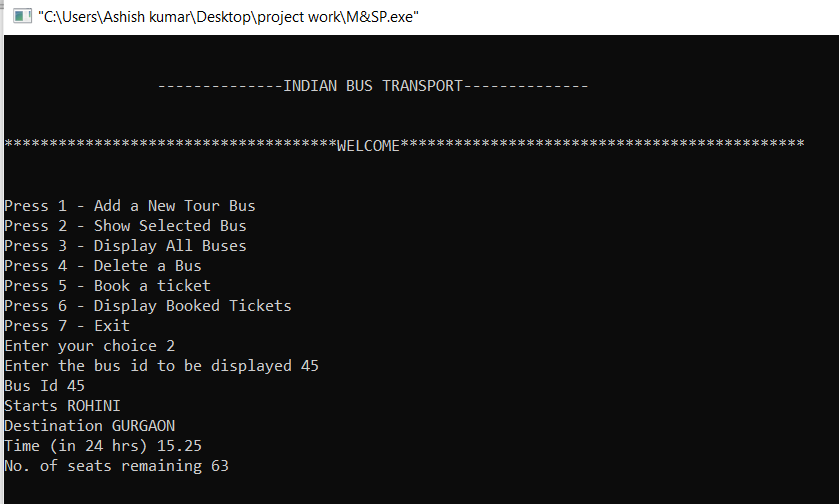 "C:\Users\Ashish kumar\Desktop\project work\M&SP.exe"
--------------INDIAN BUS TRANSPORT--------------
*************************************WELCOME*********************************************
Press 1 - Add a New Tour Bus
Press 2 - Show Selected Bus
Press 3 - Display All Buses
Press 4 - Delete a Bus
Press 5 - Book a ticket
Press 6 - Display Booked Tickets
Press 7 - Exit
Enter your choice 2
Enter the bus id to be displayed 45
Bus Id 45
Starts ROHINI
Destination GURGAON
Time (in 24 hrs) 15.25
No. of seats remaining 63